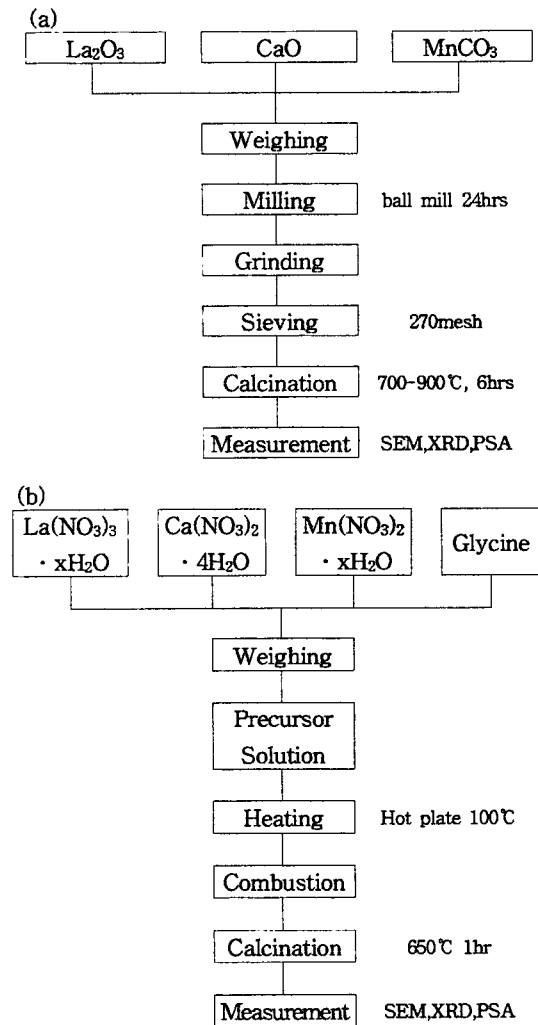 (a)
La₂O₃ CaO MnCO₃
Weighing
Milling ball mill 24hrs
Grinding
Sieving 270mesh
Calcination 700-900℃, 6hrs
Measurement SEM,XRD,PSA
(b)
La(NO₃)₃ Ca(NO₃)₂ Mn(NO₃)₂ Glycine
· xH₂O · 4H₂O · xH₂O
Weighing
Precursor
Solution
Heating Hot plate 100℃
Combustion
Calcination 650℃ 1hr
Measurement SEM,XRD,PSA